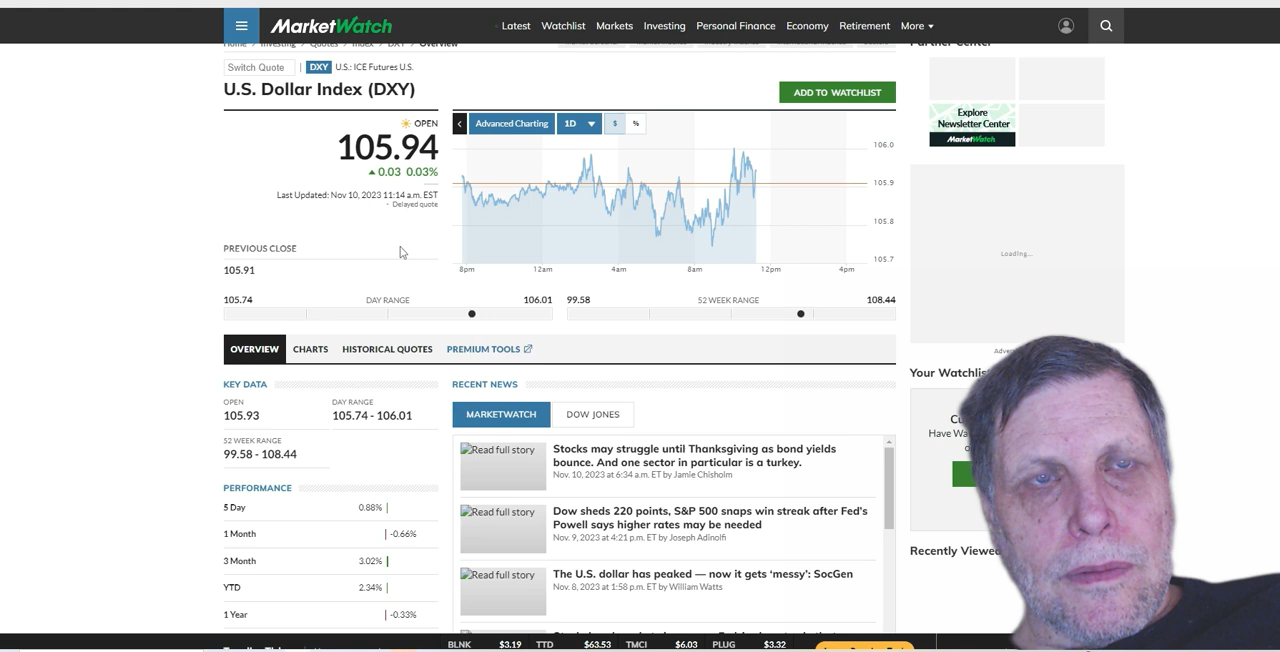 MarketWatch
Latest Watchlist Markets Investing Personal Finance Economy Retirement More
Home Investing Quotes Index DXY Overview
Partner Center
Switch Quote | DXY U.S.: ICE Futures U.S.
U.S. Dollar Index (DXY)
ADD TO WATCHLIST
OPEN
105.94
0.03 0.03%
Last Updated: Nov 10, 2023 11:14 a.m. EST
Delayed quote
PREVIOUS CLOSE
105.91
Advanced Charting 1D $ %
106.0
105.9
105.8
105.7
8pm 12am 4am 8am 12pm 4pm
105.74 DAY RANGE 106.01
99.58 52 WEEK RANGE 108.44
Explore
Newsletter Center
MarketWatch
Loading...
OVERVIEW CHARTS HISTORICAL QUOTES PREMIUM TOOLS
KEY DATA
OPEN
105.93
DAY RANGE
105.74 - 106.01
52 WEEK RANGE
99.58 - 108.44
PERFORMANCE
5 Day 0.88%
1 Month -0.66%
3 Month 3.02%
YTD 2.34%
1 Year -0.33%
RECENT NEWS
MARKETWATCH DOW JONES
Read full story
Stocks may struggle until Thanksgiving as bond yields
bounce. And one sector in particular is a turkey.
Nov. 10, 2023 at 6:34 a.m. ET by Jamie Chisholm
Read full story
Dow sheds 220 points, S&P 500 snaps win streak after Fed's
Powell says higher rates may be needed
Nov. 9, 2023 at 4:21 p.m. ET by Joseph Adinolfi
Read full story
The U.S. dollar has peaked — now it gets 'messy': SocGen
Nov. 8, 2023 at 1:58 p.m. ET by William Watts
Your Watchlis
Have Wa
Recently Viewed
BLNK $3.19 TTD $63.53 TMCI $6.03 PLUG $3.32